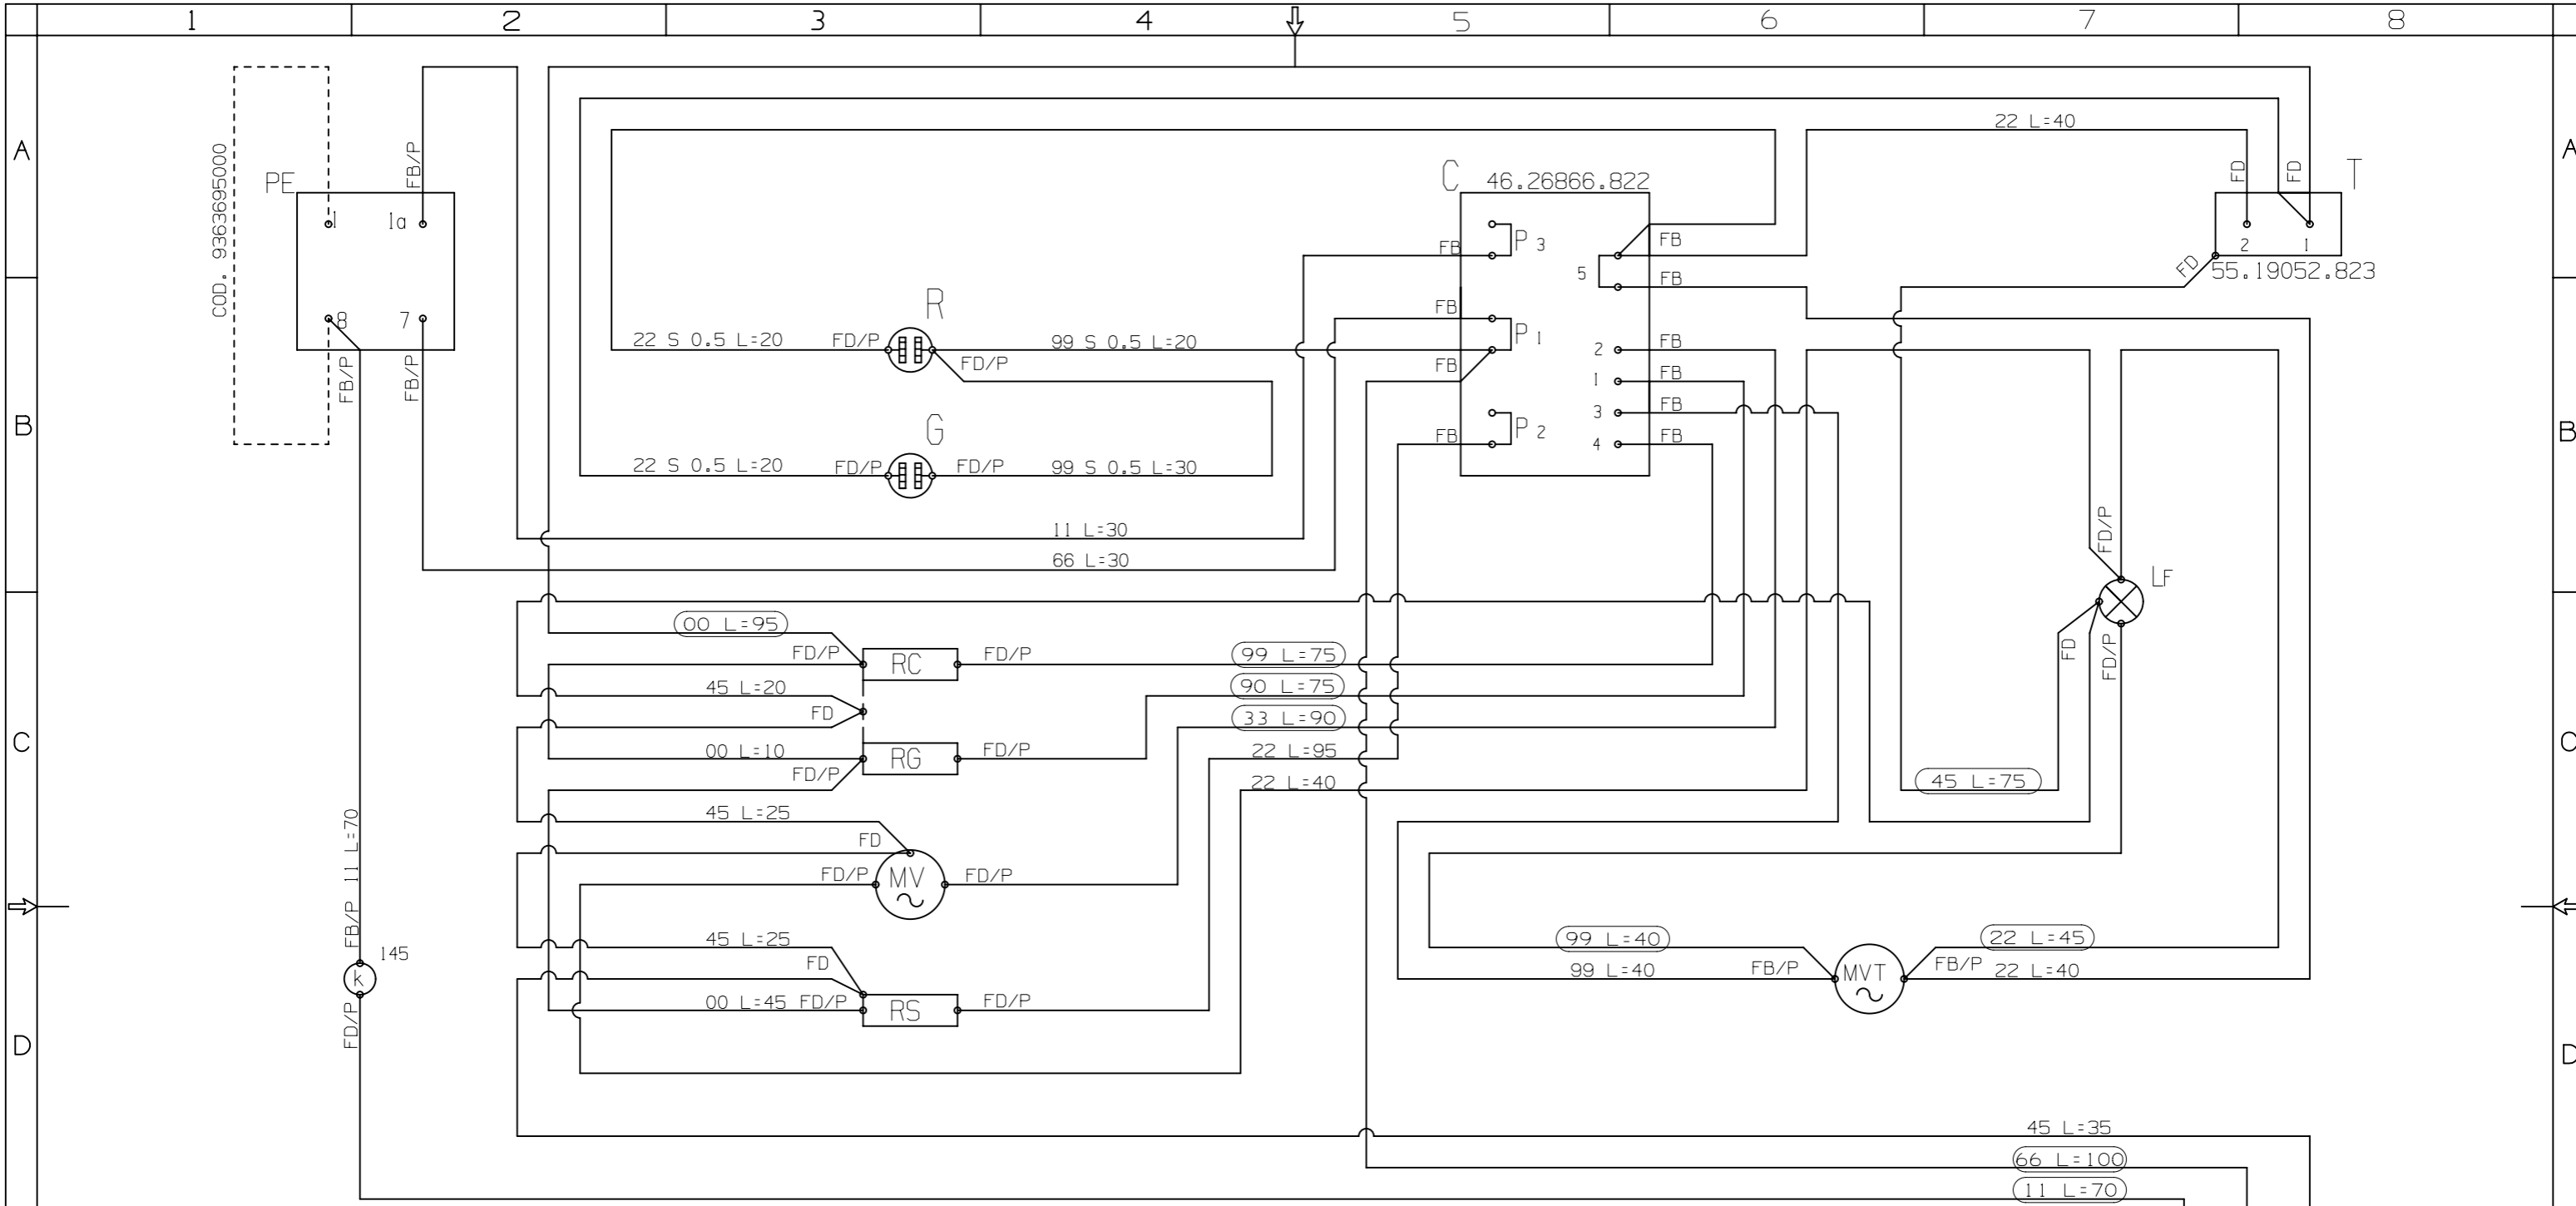 1 2 3 4 5 6 7 8
A A
22 L=40
COD. 9363695000
PE
FB/P
C 46.26866.822
FD FD T
1 1a
P 3
FB FB
5
2 1
FD
55.19052.823
FB
R
FB
8 7
22 S 0.5 L=20 FD/P 99 S 0.5 L=20
P 1
2 FB
FD/P
FB
FB/P FB/P
1 FB
3 FB
B B
G
P 2
FB
4 FB
22 S 0.5 L=20 FD/P FD/P 99 S 0.5 L=30
11 L=30
FD/P
66 L=30
LF
00 L=95
FD/P RC FD/P 99 L=75
FD FD/P
45 L=20 90 L=75
FD 33 L=90
C C
00 L=10 RG FD/P 22 L=95
FD/P 22 L=40 45 L=75
45 L=25
FD
11 L=70
FD/P MV FD/P
FB/P
45 L=25 99 L=40 22 L=45
145
FD
k
99 L=40 FB/P MVT FB/P 22 L=40
00 L=45 FD/P RS FD/P
FD/P
D D
45 L=35
66 L=100
11 L=70